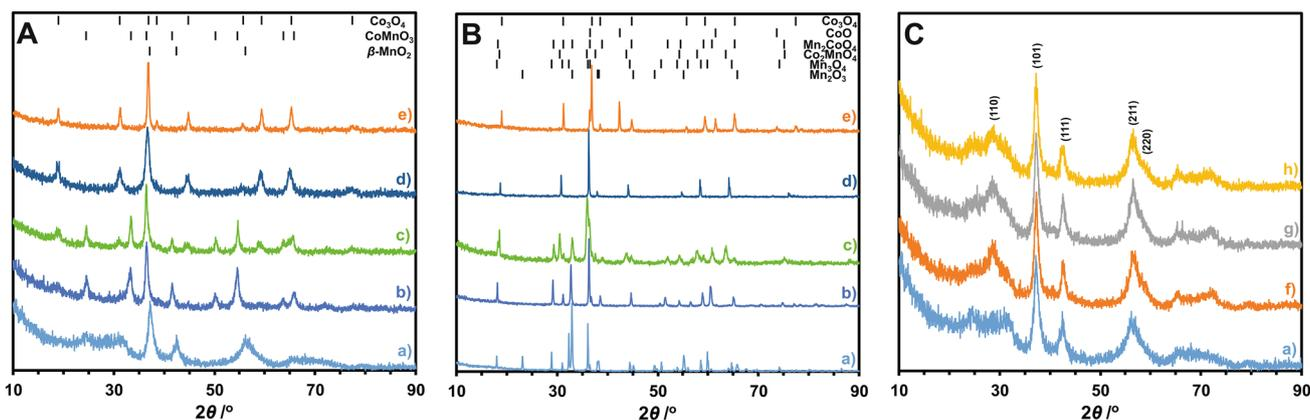 A
Co₃O₄
CoMnO₃
β-MnO₂
e)
d)
c)
b)
a)
10 30 50 70 90
2θ /°
B
Co₃O₄
CoO
Mn₂CoO₄
Co₂MnO₄
Mn₃O₄
Mn₂O₃
e)
d)
c)
b)
a)
10 30 50 70 90
2θ /°
C
(110)
(101)
(111)
(211)
(220)
h)
g)
f)
a)
10 30 50 70 90
2θ /°